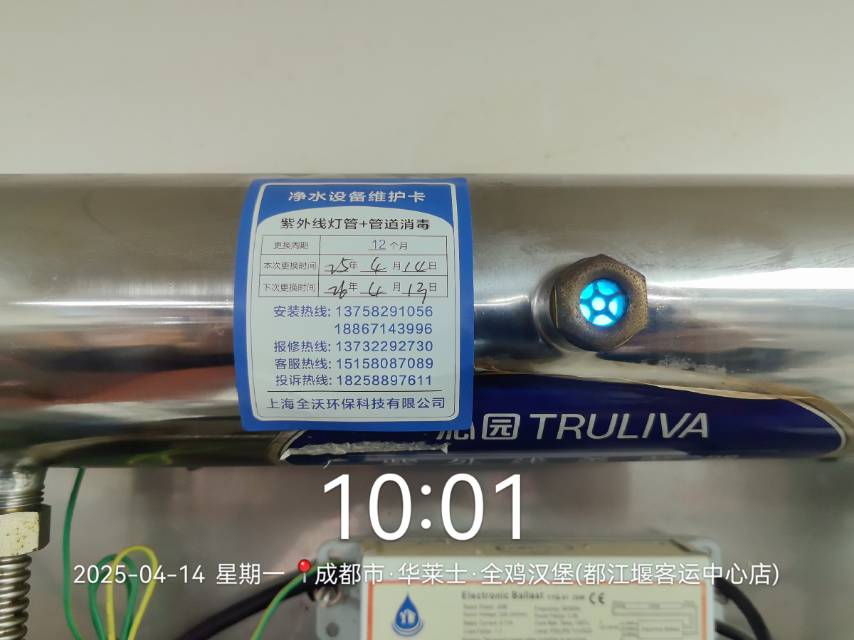 净水设备维护卡
紫外线灯管+管道消毒
更换周期 12个月
本次更换时间 25年 4月 14日
下次更换时间 26年 4月 13日
安装热线: 13758291056
18867143996
报修热线: 13732292730
客服热线: 15158087089
投诉热线: 18258897611
上海全沃环保科技有限公司
沁园 TRULIVA
10:01
2025-04-14 星期一 成都市·华莱士·全鸡汉堡(都江堰客运中心店)
Electronic Ballast
CE